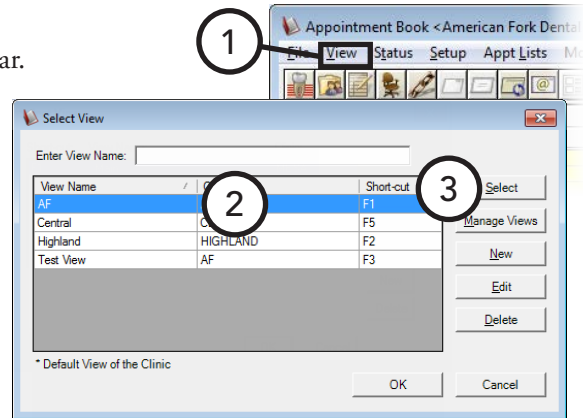 ar.
1
Appointment Book <American Fork Dental
File View Status Setup Appt Lists
Select View
Enter View Name:
View Name / Short-cut
AF F1
Central F5
Highland HIGHLAND F2
Test View AF F3
2
3
Select
Manage Views
New
Edit
Delete
* Default View of the Clinic
OK Cancel